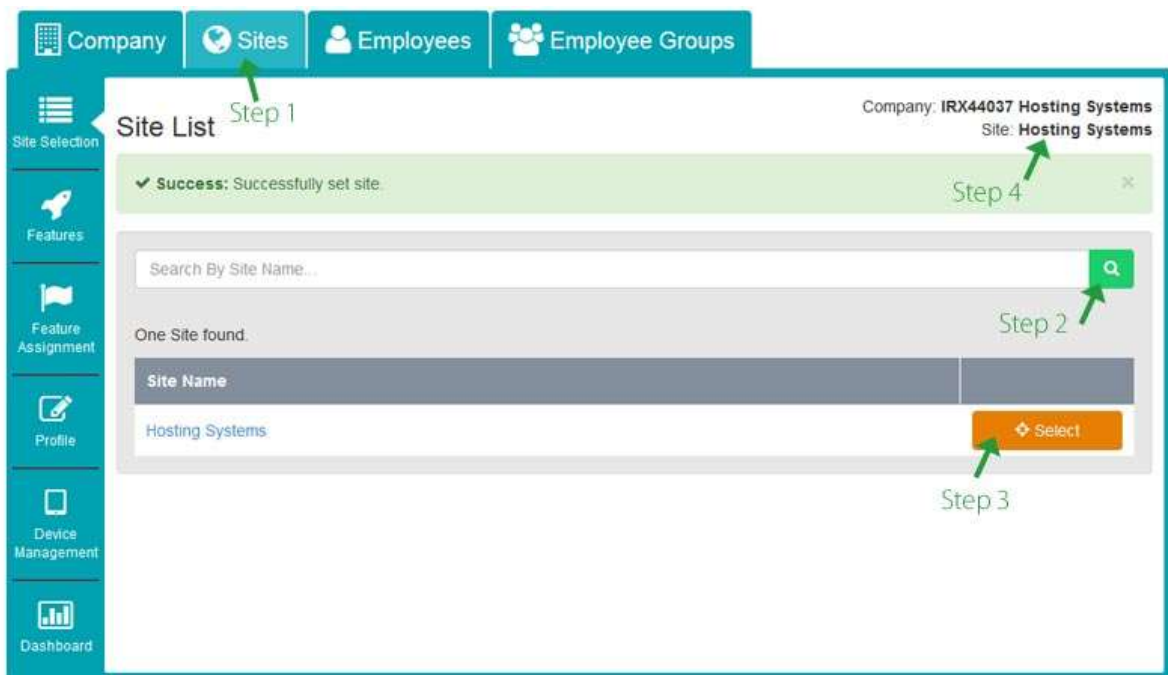 Company
Sites
Employees
Employee Groups
Step 1
Site Selection
Features
Feature
Assignment
Profile
Device
Management
Dashboard
Site List
Company: IRX44037 Hosting Systems
Site: Hosting Systems
Step 4
✔ Success: Successfully set site.
×
Search By Site Name...
Step 2
One Site found.
Site Name
Hosting Systems
Select
Step 3